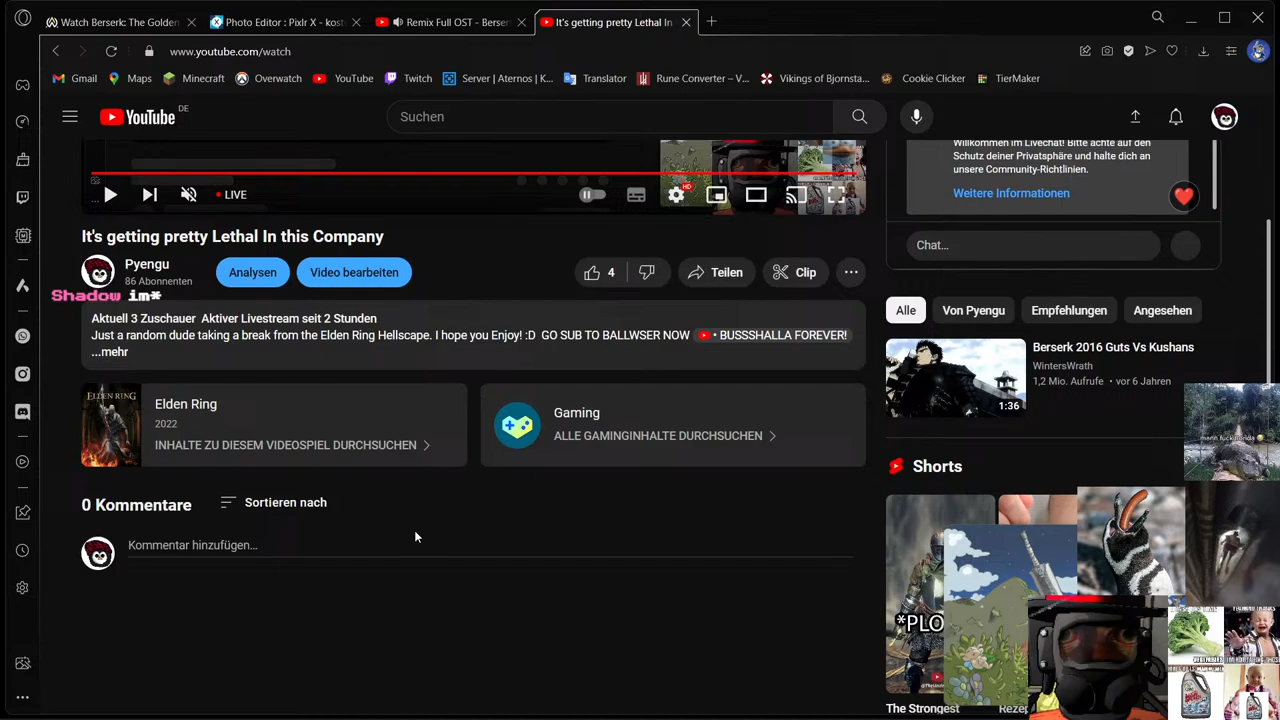 Watch Berserk: The Golden
Photo Editor : Pixlr X - kost
Remix Full OST - Berser
It's getting pretty Lethal In
www.youtube.com/watch
Gmail
Maps
Minecraft
Overwatch
YouTube
Twitch
Server | Aternos | K...
Translator
Rune Converter – V...
Vikings of Bjornsta...
Cookie Clicker
TierMaker
YouTube DE
Suchen
Willkommen im Livechat! Bitte achte auf den
Schutz deiner Privatsphäre und halte dich an
unsere Community-Richtlinien.
Weitere Informationen
LIVE
HD
Chat...
It's getting pretty Lethal In this Company
Pyengu
86 Abonnenten
Analysen
Video bearbeiten
4
Teilen
Clip
Shadow im*
Aktuell 3 Zuschauer Aktiver Livestream seit 2 Stunden
Just a random dude taking a break from the Elden Ring Hellscape. I hope you Enjoy! :D GO SUB TO BALLWSER NOW • BUSSSHALLA FOREVER!
...mehr
Alle
Von Pyengu
Empfehlungen
Angesehen
Berserk 2016 Guts Vs Kushans
WintersWrath
1,2 Mio. Aufrufe • vor 6 Jahren
1:36
ELDEN RING
Elden Ring
2022
INHALTE ZU DIESEM VIDEOSPIEL DURCHSUCHEN
Gaming
ALLE GAMINGINHALTE DURCHSUCHEN
Shorts
0 Kommentare
Sortieren nach
Kommentar hinzufügen...
*PLO
The Strongest
Rezep